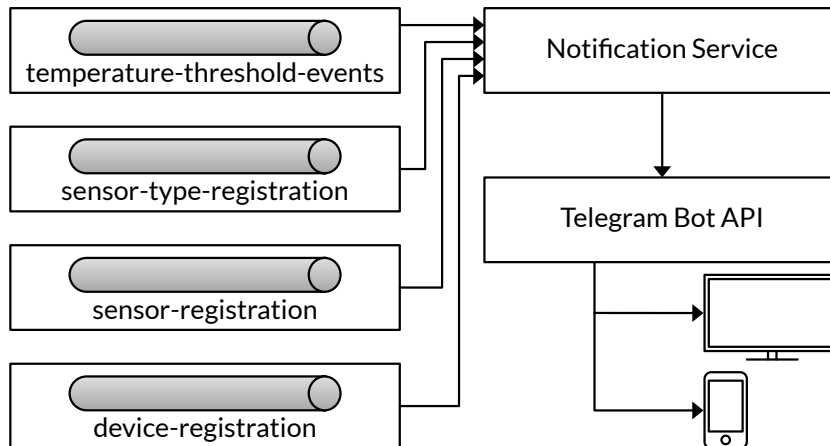 temperature-threshold-events
Notification Service
sensor-type-registration
Telegram Bot API
sensor-registration
device-registration